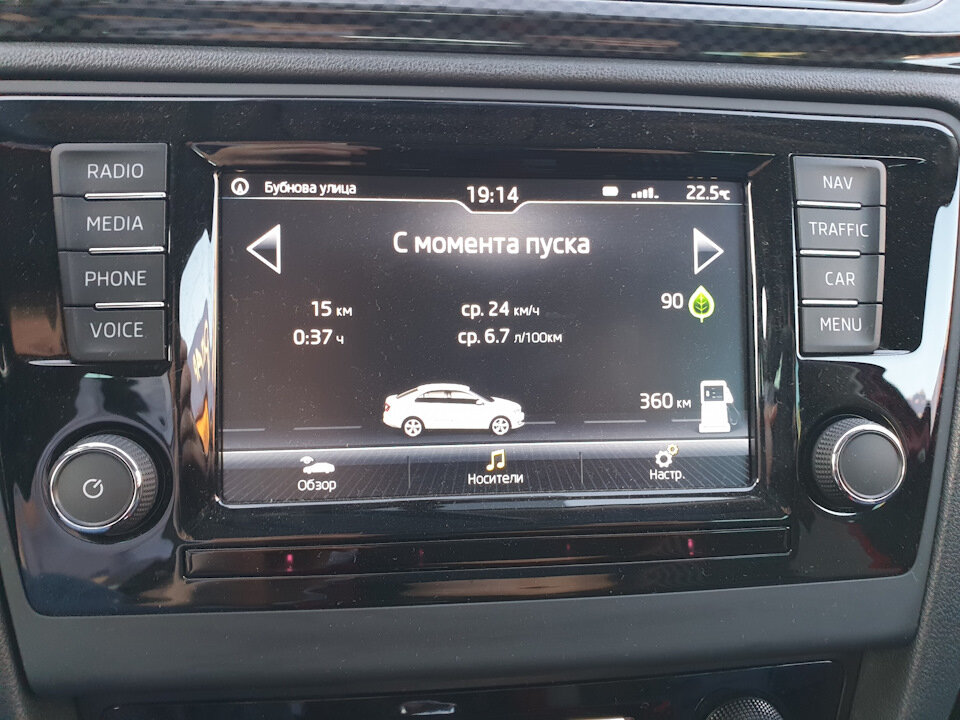 RADIO
MEDIA
PHONE
VOICE
Бубнова улица
19:14
22.5°C
С момента пуска
15 км
ср. 24 км/ч
90
0:37 ч
ср. 6.7 л/100км
360 км
Обзор
Носители
Настр.
NAV
TRAFFIC
CAR
MENU